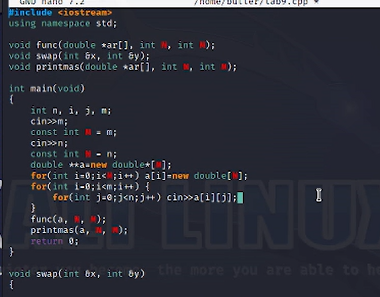 GNU nano 7.2 /home/butler/lab9.cpp *
#include <iostream>
using namespace std;
void func(double *ar[], int N, int M);
void swap(int &x, int &y);
void printmas(double *ar[], int N, int M);
int main(void)
{
int n, i, j, m;
cin>>m;
const int M = m;
cin>>n;
const int N = n;
double **a=new double*[M];
for(int i=0;i<M;i++) a[i]=new double[N];
for(int i=0;i<m;i++) {
for(int j=0;j<n;j++) cin>>a[i][j];
}
func(a, N, M);
printmas(a, N, M);
return 0;
}
void swap(int &x, int &y)
{
KALI LINUX
the more you are able to h